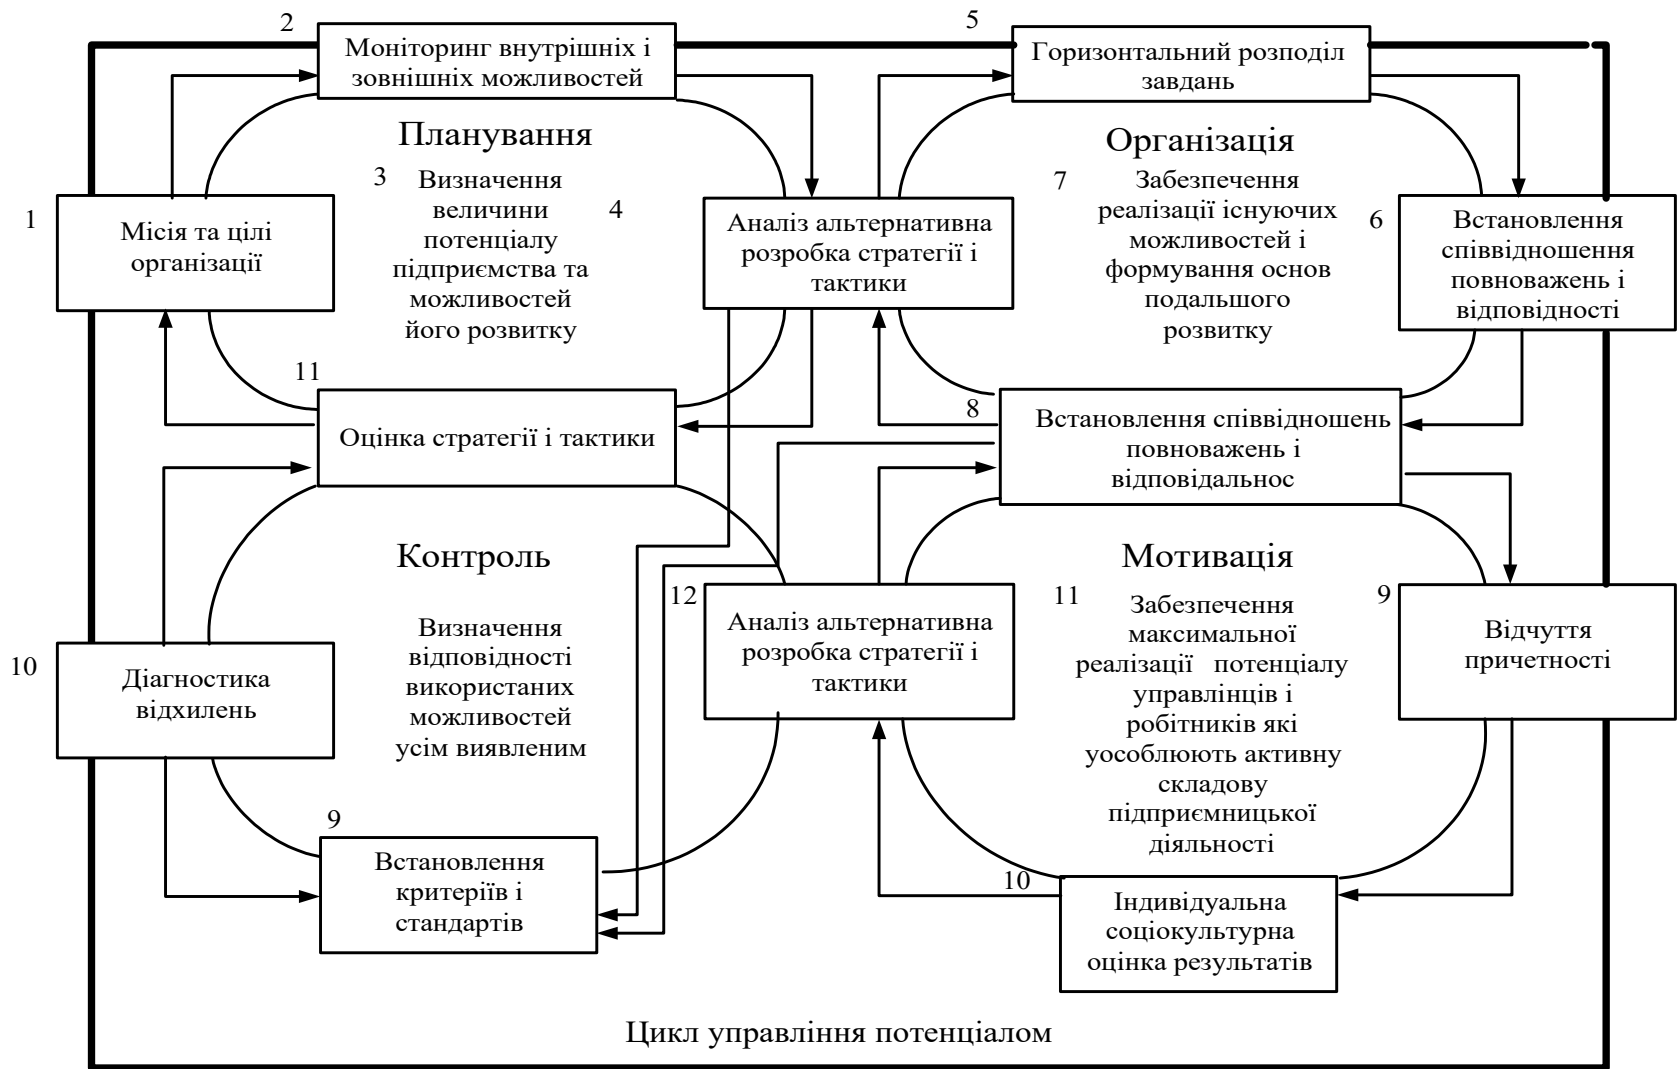 2
Моніторинг внутрішніх і
зовнішніх можливостей
5
Горизонтальний розподіл
завдань
Планування
3
Визначення
величини
потенціалу
підприємства та
можливостей
його розвитку
4
Організація
7
Забезпечення
реалізації існуючих
можливостей і
формування основ
подальшого
розвитку
1
Місія та цілі
організації
Аналіз альтернативна
розробка стратегії і
тактики
6
Встановлення
співвідношення
повноважень і
відповідності
11
Оцінка стратегії і тактики
8
Встановлення співвідношень
повноважень і
відповідальнос
Контроль
Визначення
відповідності
використаних
можливостей
усім виявленим
Мотивація
11
Забезпечення
максимальної
реалізації потенціалу
управлінців і
робітників які
уособлюють активну
складову
підприємницької
діяльності
10
Діагностика
відхилень
12
Аналіз альтернативна
розробка стратегії і
тактики
9
Відчуття
причетності
9
Встановлення
критеріїв і
стандартів
10
Індивідуальна
соціокультурна
оцінка результатів
Цикл управління потенціалом